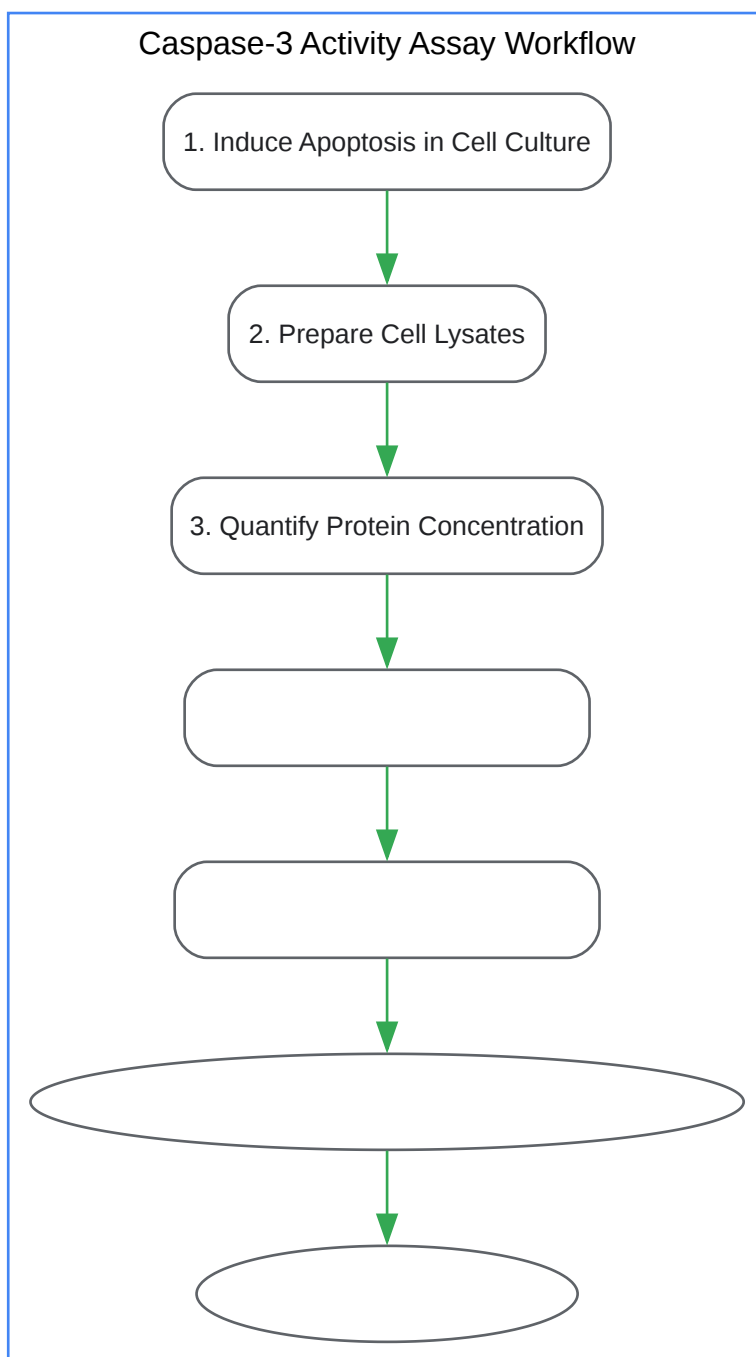 Caspase-3 Activity Assay Workflow
1. Induce Apoptosis in Cell Culture
2. Prepare Cell Lysates
3. Quantify Protein Concentration